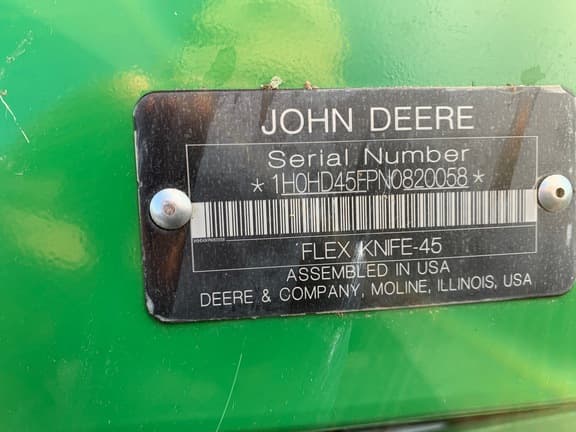 JOHN DEERE
Serial Number
*1H0HD45FPN0820058*
FLEX KNIFE-45
ASSEMBLED IN USA
DEERE & COMPANY, MOLINE, ILLINOIS, USA